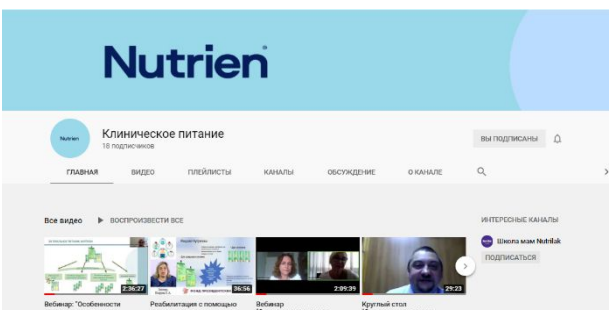 Nutrien
Nutrien
Клиническое питание
18 подписчиков
ВЫ ПОДПИСАНЫ
ГЛАВНАЯ ВИДЕО ПЛЕЙЛИСТЫ КАНАЛЫ ОБСУЖДЕНИЕ О КАНАЛЕ
Все видео ВОСПРОИЗВЕСТИ ВСЕ
ИНТЕРЕСНЫЕ КАНАЛЫ
Школа мам Nutrilak
ПОДПИСАТЬСЯ
2:36:27 36:56 2:09:39 29:23
Вебинар: "Особенности Реабилитация с помощью Вебинар Круглый стол